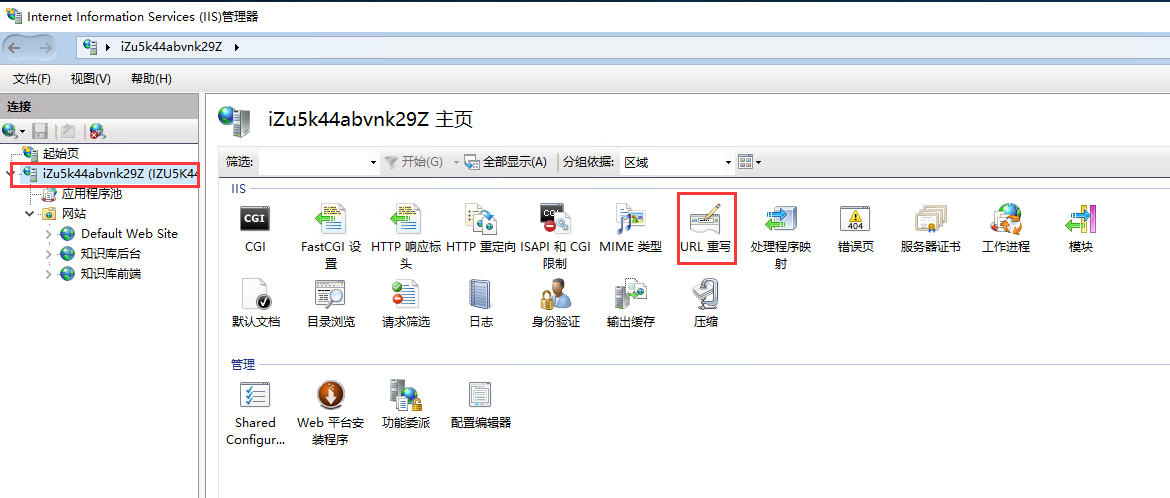 Internet Information Services (IIS)管理器
iZu5k44abvnk29Z
文件(F) 视图(V) 帮助(H)
连接
起始页
iZu5k44abvnk29Z (IZU5K44
应用程序池
网站
Default Web Site
知识库后台
知识库前端
iZu5k44abvnk29Z 主页
筛选: 开始(G) 全部显示(A) 分组依据: 区域
IIS
CGI
404
CGI FastCGI 设 HTTP 响应标 HTTP 重定向 ISAPI 和 CGI MIME 类型 URL 重写 处理程序映 错误页 服务器证书 工作进程 模块
置 头 限制 射
默认文档 目录浏览 请求筛选 日志 身份验证 输出缓存 压缩
管理
Shared Web 平台安 功能委派 配置编辑器
Configur... 装程序